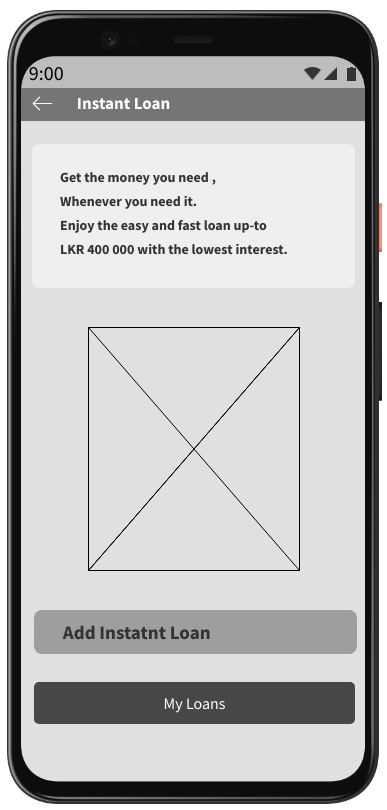 9:00
Instant Loan
Get the money you need ,
Whenever you need it.
Enjoy the easy and fast loan up-to
LKR 400 000 with the lowest interest.
Add Instatnt Loan
My Loans